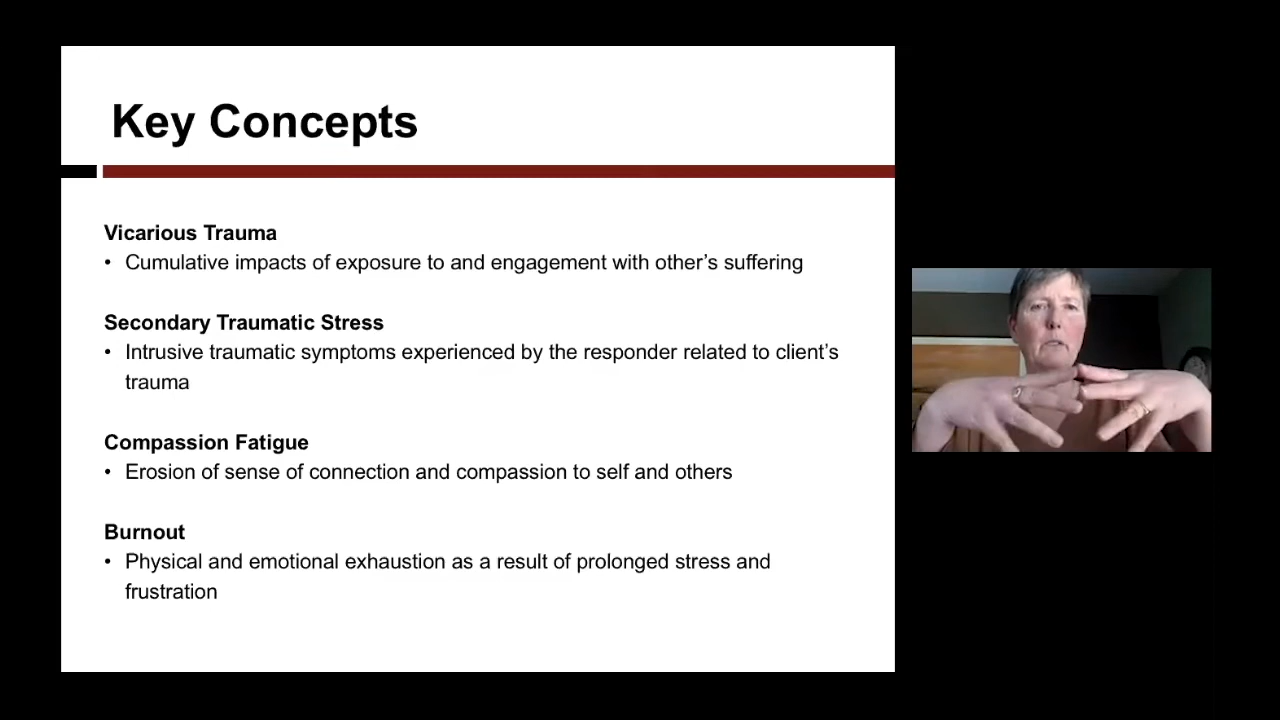 Key Concepts
Vicarious Trauma
• Cumulative impacts of exposure to and engagement with other’s suffering
Secondary Traumatic Stress
• Intrusive traumatic symptoms experienced by the responder related to client’s
trauma
Compassion Fatigue
• Erosion of sense of connection and compassion to self and others
Burnout
• Physical and emotional exhaustion as a result of prolonged stress and
frustration